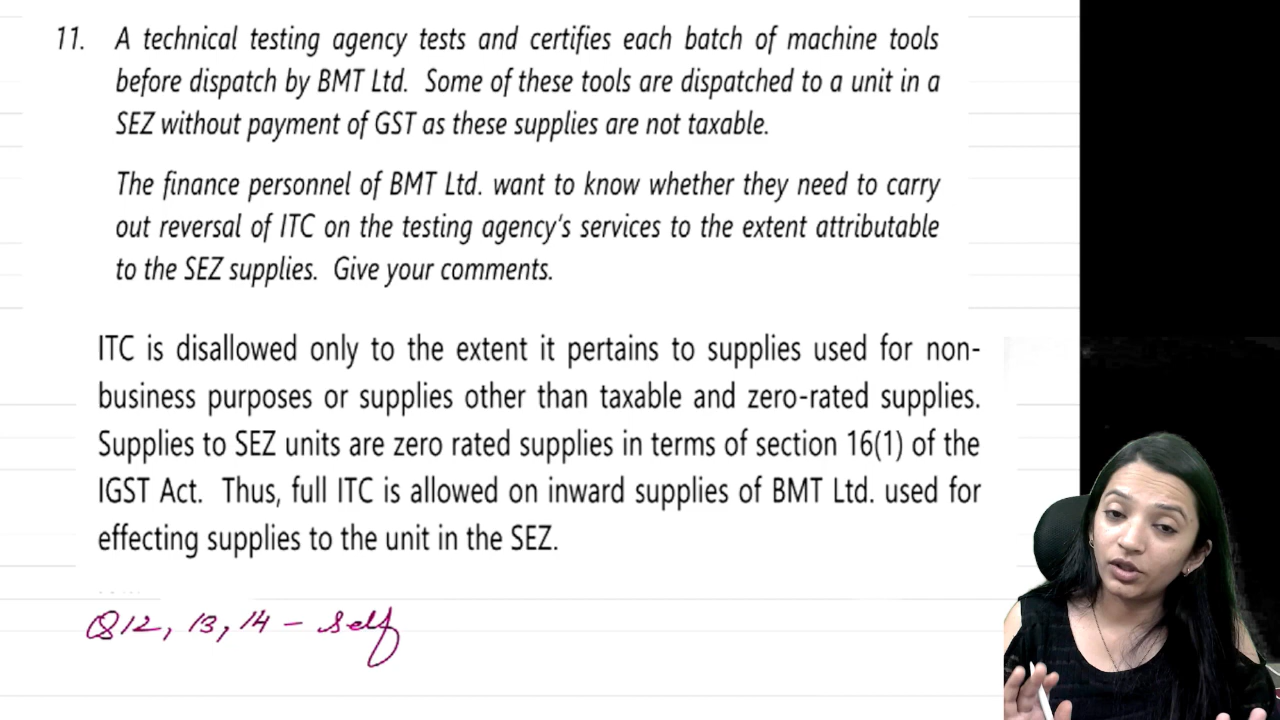 11. A technical testing agency tests and certifies each batch of machine tools
before dispatch by BMT Ltd. Some of these tools are dispatched to a unit in a
SEZ without payment of GST as these supplies are not taxable.
The finance personnel of BMT Ltd. want to know whether they need to carry
out reversal of ITC on the testing agency's services to the extent attributable
to the SEZ supplies. Give your comments.
ITC is disallowed only to the extent it pertains to supplies used for non-
business purposes or supplies other than taxable and zero-rated supplies.
Supplies to SEZ units are zero rated supplies in terms of section 16(1) of the
IGST Act. Thus, full ITC is allowed on inward supplies of BMT Ltd. used for
effecting supplies to the unit in the SEZ.
Q12, 13, 14 - Self